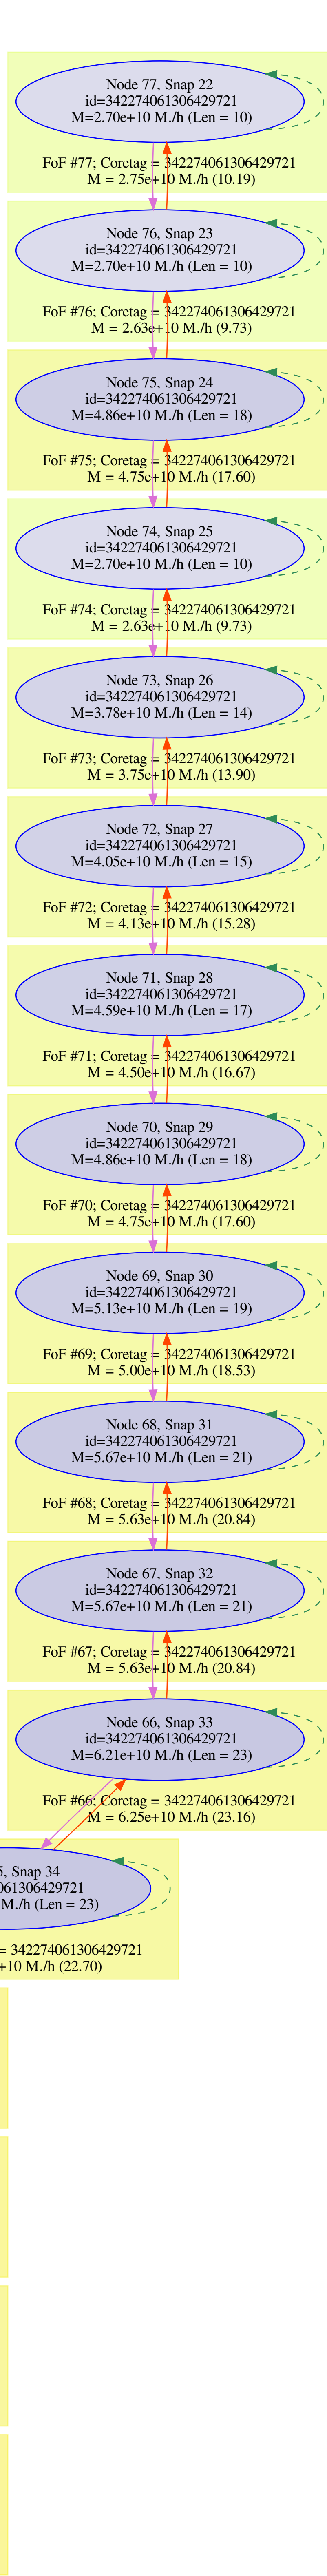 Node 77, Snap 22
id=342274061306429721
M=2.70e+10 M./h (Len = 10)
FoF #77; Coretag = 342274061306429721
M = 2.75e+10 M./h (10.19)
Node 76, Snap 23
id=342274061306429721
M=2.70e+10 M./h (Len = 10)
FoF #76; Coretag = 342274061306429721
M = 2.63e+10 M./h (9.73)
Node 75, Snap 24
id=342274061306429721
M=4.86e+10 M./h (Len = 18)
FoF #75; Coretag = 342274061306429721
M = 4.75e+10 M./h (17.60)
Node 74, Snap 25
id=342274061306429721
M=2.70e+10 M./h (Len = 10)
FoF #74; Coretag = 342274061306429721
M = 2.63e+10 M./h (9.73)
Node 73, Snap 26
id=342274061306429721
M=3.78e+10 M./h (Len = 14)
FoF #73; Coretag = 342274061306429721
M = 3.75e+10 M./h (13.90)
Node 72, Snap 27
id=342274061306429721
M=4.05e+10 M./h (Len = 15)
FoF #72; Coretag = 342274061306429721
M = 4.13e+10 M./h (15.28)
Node 71, Snap 28
id=342274061306429721
M=4.59e+10 M./h (Len = 17)
FoF #71; Coretag = 342274061306429721
M = 4.50e+10 M./h (16.67)
Node 70, Snap 29
id=342274061306429721
M=4.86e+10 M./h (Len = 18)
FoF #70; Coretag = 342274061306429721
M = 4.75e+10 M./h (17.60)
Node 69, Snap 30
id=342274061306429721
M=5.13e+10 M./h (Len = 19)
FoF #69; Coretag = 342274061306429721
M = 5.00e+10 M./h (18.53)
Node 68, Snap 31
id=342274061306429721
M=5.67e+10 M./h (Len = 21)
FoF #68; Coretag = 342274061306429721
M = 5.63e+10 M./h (20.84)
Node 67, Snap 32
id=342274061306429721
M=5.67e+10 M./h (Len = 21)
FoF #67; Coretag = 342274061306429721
M = 5.63e+10 M./h (20.84)
Node 66, Snap 33
id=342274061306429721
M=6.21e+10 M./h (Len = 23)
FoF #66; Coretag = 342274061306429721
M = 6.25e+10 M./h (23.16)
, Snap 34
061306429721
M./h (Len = 23)
= 342274061306429721
+10 M./h (22.70)